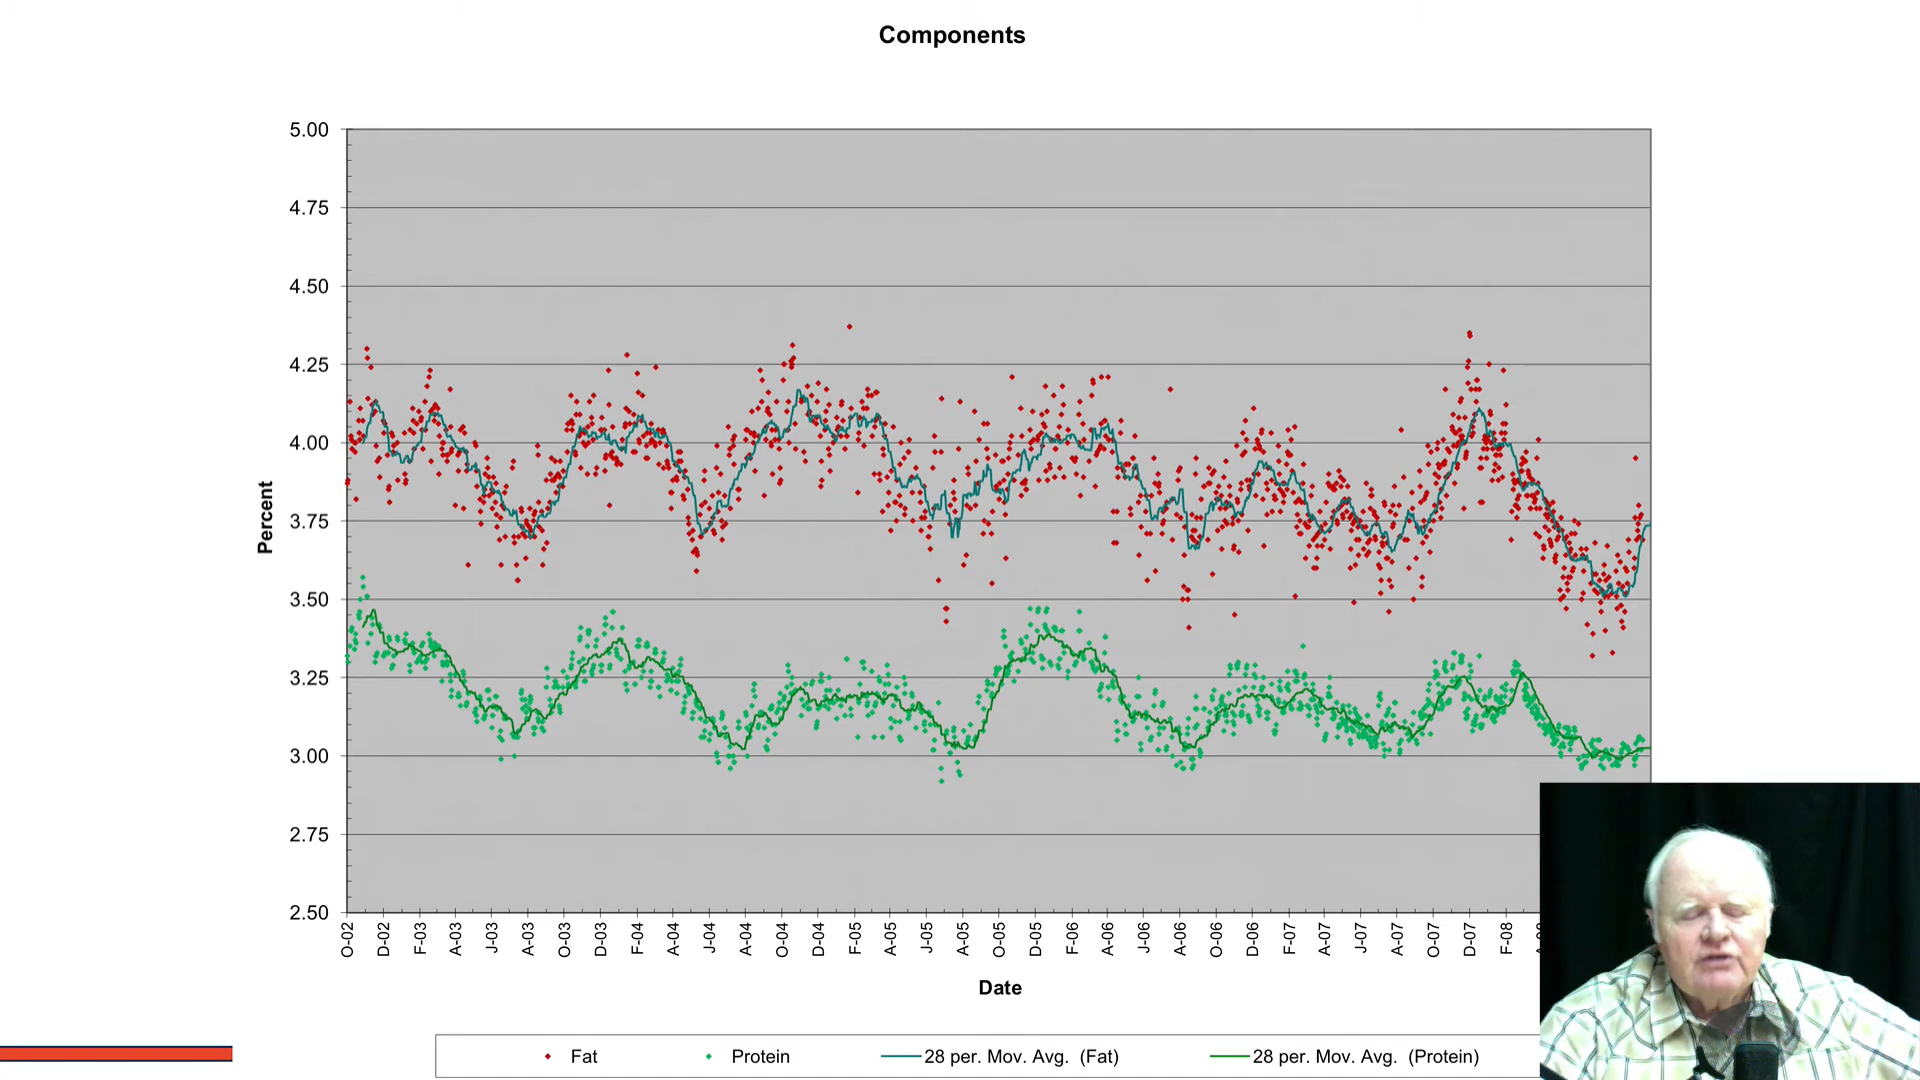 Components
5.00
4.75
4.50
4.25
4.00
3.75
3.50
3.25
3.00
2.75
2.50
Percent
O-02 D-02 F-03 A-03 J-03 A-03 O-03 D-03 F-04 A-04 J-04 A-04 O-04 D-04 F-05 A-05 J-05 A-05 O-05 D-05 F-06 A-06 J-06 A-06 O-06 D-06 F-07 A-07 J-07 A-07 O-07 D-07 F-08
Date
Fat Protein 28 per. Mov. Avg. (Fat) 28 per. Mov. Avg. (Protein)